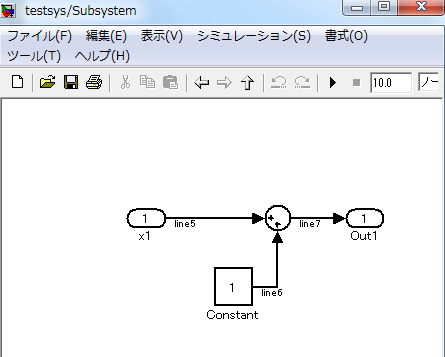 testsys/Subsystem
ファイル(F) 編集(E) 表示(V) シミュレーション(S) 書式(O)
ツール(T) ヘルプ(H)
10.0 ノー
1 line5 line7 1
x1 Out1
1 line6
Constant